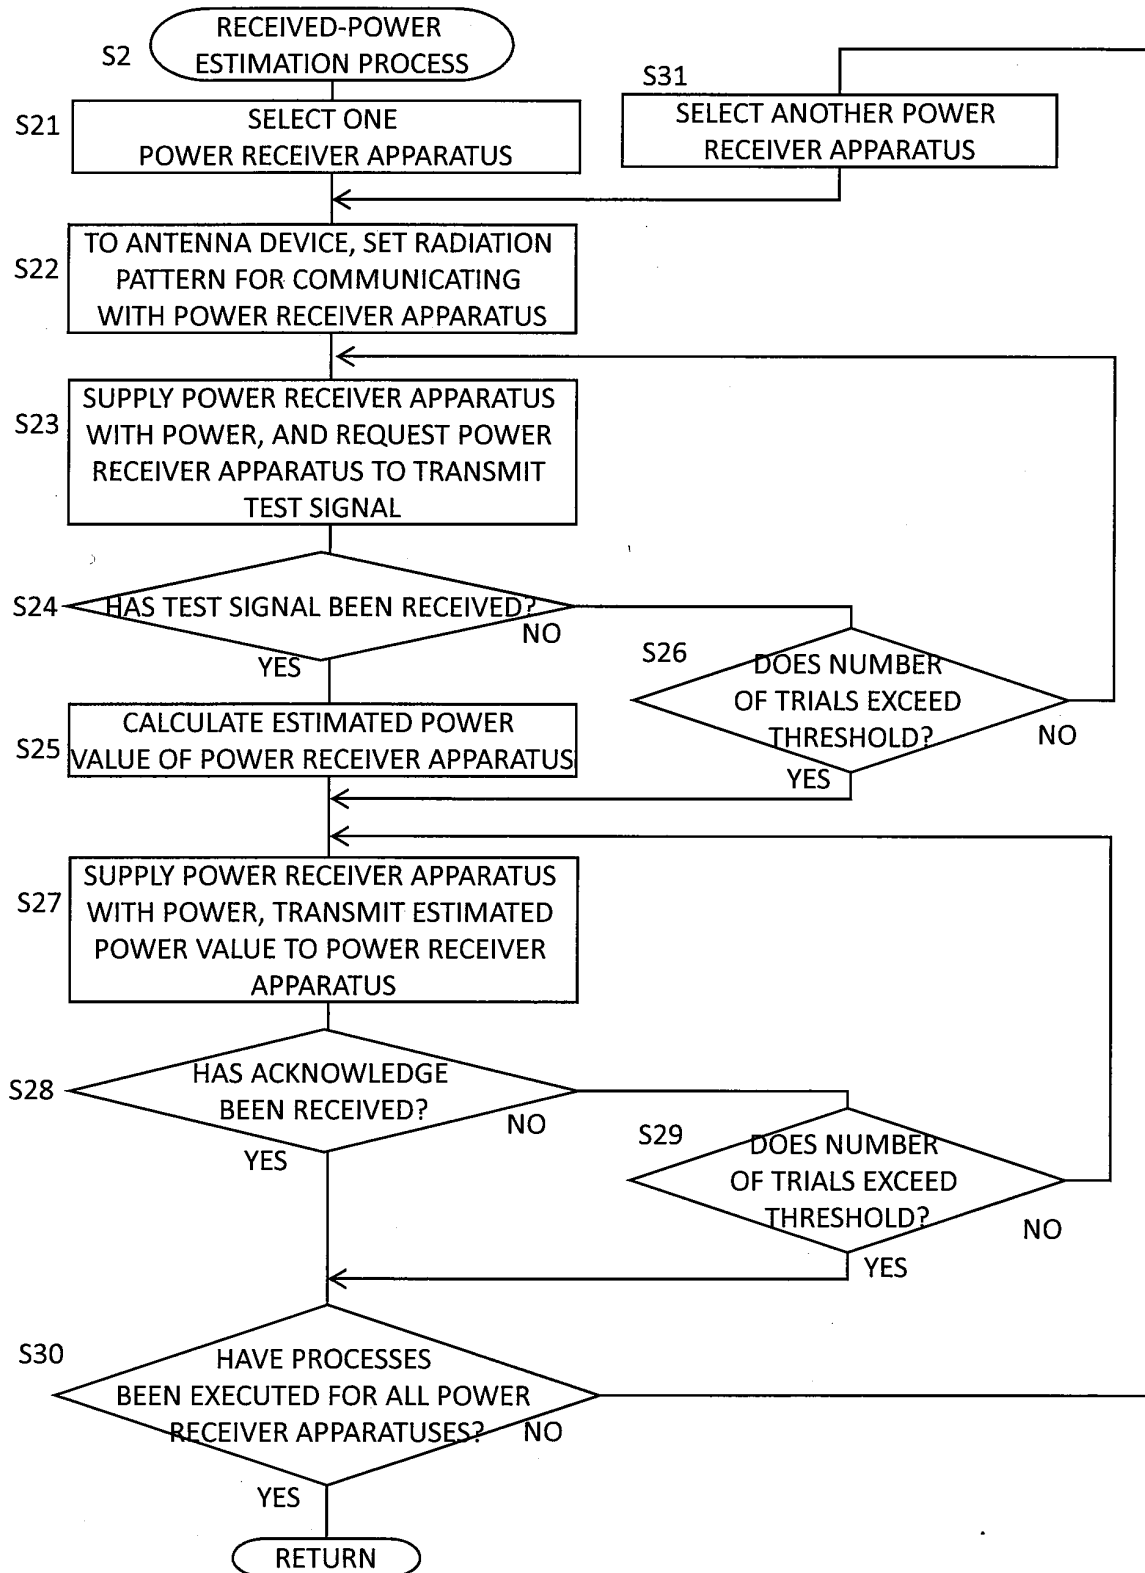 RECEIVED-POWER
ESTIMATION PROCESS
S2
S31
S21
SELECT ONE
POWER RECEIVER APPARATUS
SELECT ANOTHER POWER
RECEIVER APPARATUS
S22
TO ANTENNA DEVICE, SET RADIATION
PATTERN FOR COMMUNICATING
WITH POWER RECEIVER APPARATUS
S23
SUPPLY POWER RECEIVER APPARATUS
WITH POWER, AND REQUEST POWER
RECEIVER APPARATUS TO TRANSMIT
TEST SIGNAL
S24
HAS TEST SIGNAL BEEN RECEIVED?
NO
YES
S26
DOES NUMBER
OF TRIALS EXCEED
THRESHOLD?
NO
YES
S25
CALCULATE ESTIMATED POWER
VALUE OF POWER RECEIVER APPARATUS
S27
SUPPLY POWER RECEIVER APPARATUS
WITH POWER, TRANSMIT ESTIMATED
POWER VALUE TO POWER RECEIVER
APPARATUS
S28
HAS ACKNOWLEDGE
BEEN RECEIVED?
NO
YES
S29
DOES NUMBER
OF TRIALS EXCEED
THRESHOLD?
NO
YES
S30
HAVE PROCESSES
BEEN EXECUTED FOR ALL POWER
RECEIVER APPARATUSES?
NO
YES
RETURN